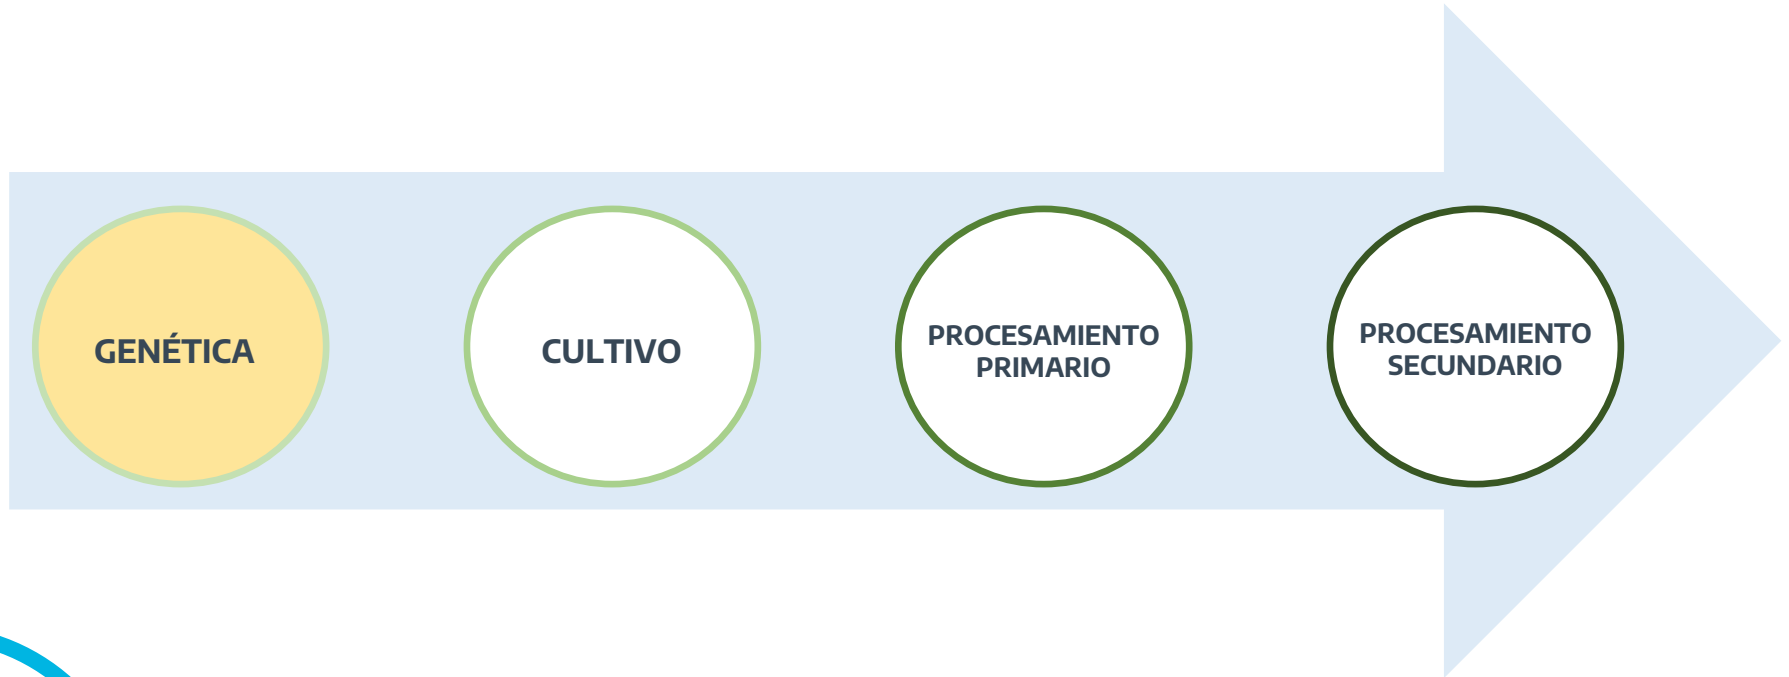 GENÉTICA
CULTIVO
PROCESAMIENTO
PRIMARIO
PROCESAMIENTO
SECUNDARIO